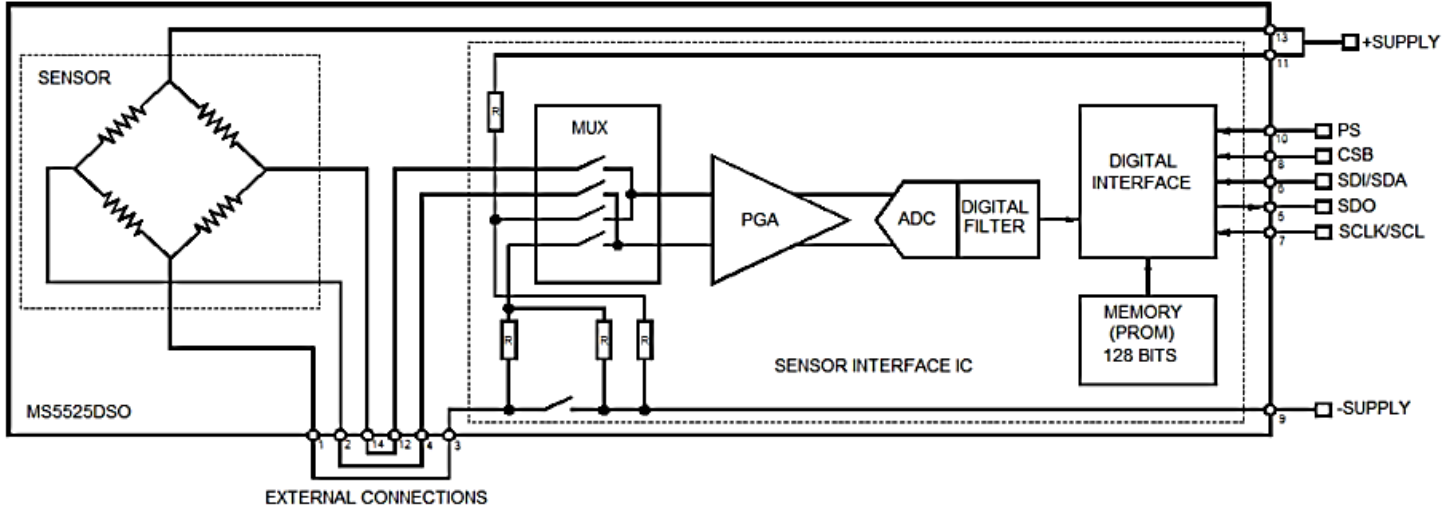 13
+SUPPLY
11
SENSOR
R
MUX
PS
10
CSB
8
DIGITAL
INTERFACE
SDI/SDA
6
PGA
ADC
DIGITAL
FILTER
SDO
5
SCLK/SCL
7
MEMORY
(PROM)
128 BITS
R
R
R
SENSOR INTERFACE IC
MS5525DSO
-SUPPLY
9
1
2
14
12
4
3
EXTERNAL CONNECTIONS